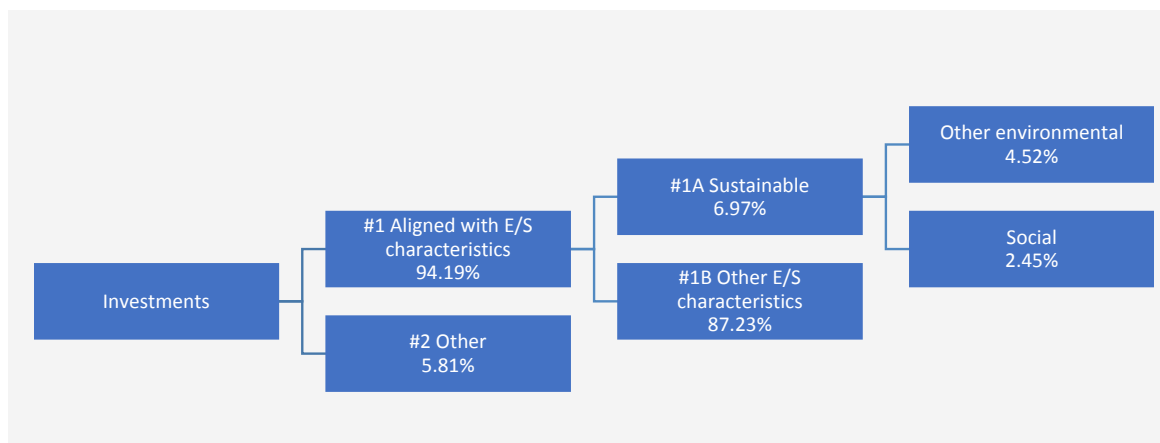 Investments
#1 Aligned with E/S
characteristics
94.19%
#2 Other
5.81%
#1A Sustainable
6.97%
#1B Other E/S
characteristics
87.23%
Other environmental
4.52%
Social
2.45%